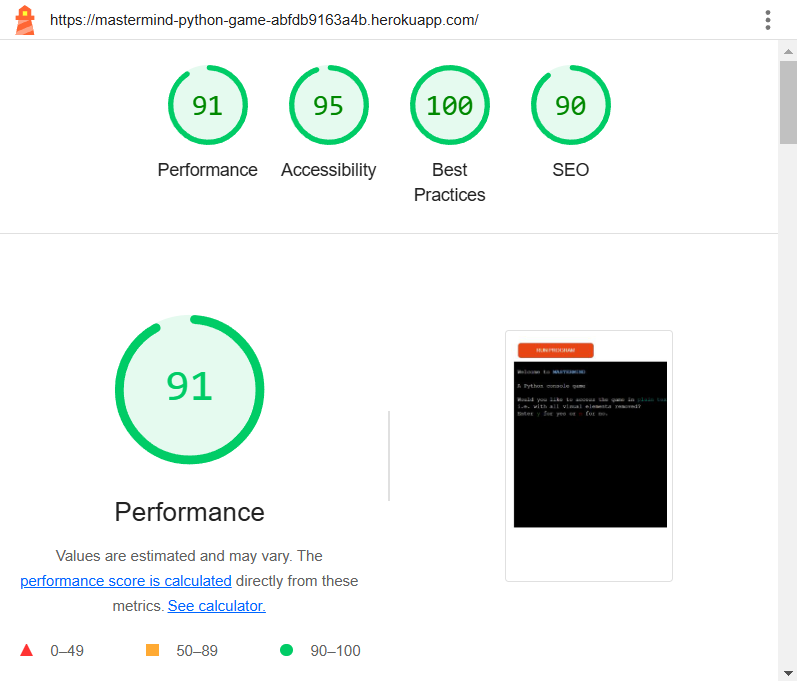 https://mastermind-python-game-abfdb9163a4b.herokuapp.com/
91
95
100
90
Performance
Accessibility
Best
Practices
SEO
91
Performance
Values are estimated and may vary. The
performance score is calculated directly from these
metrics. See calculator.
0–49
50–89
90–100
RUN PROGRAM
Welcome to MASTERMIND
A Python console game
Would you like to access the game in plain
i.e. with all visual elements removed?
Enter y for yes or n for no.